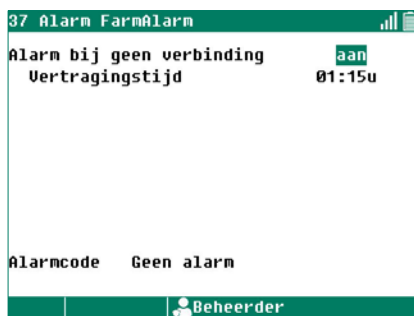 37 Alarm FarmAlarm
Alarm bij geen verbinding aan
Vertragingstijd 01:15u
Alarmcode Geen alarm
Beheerder